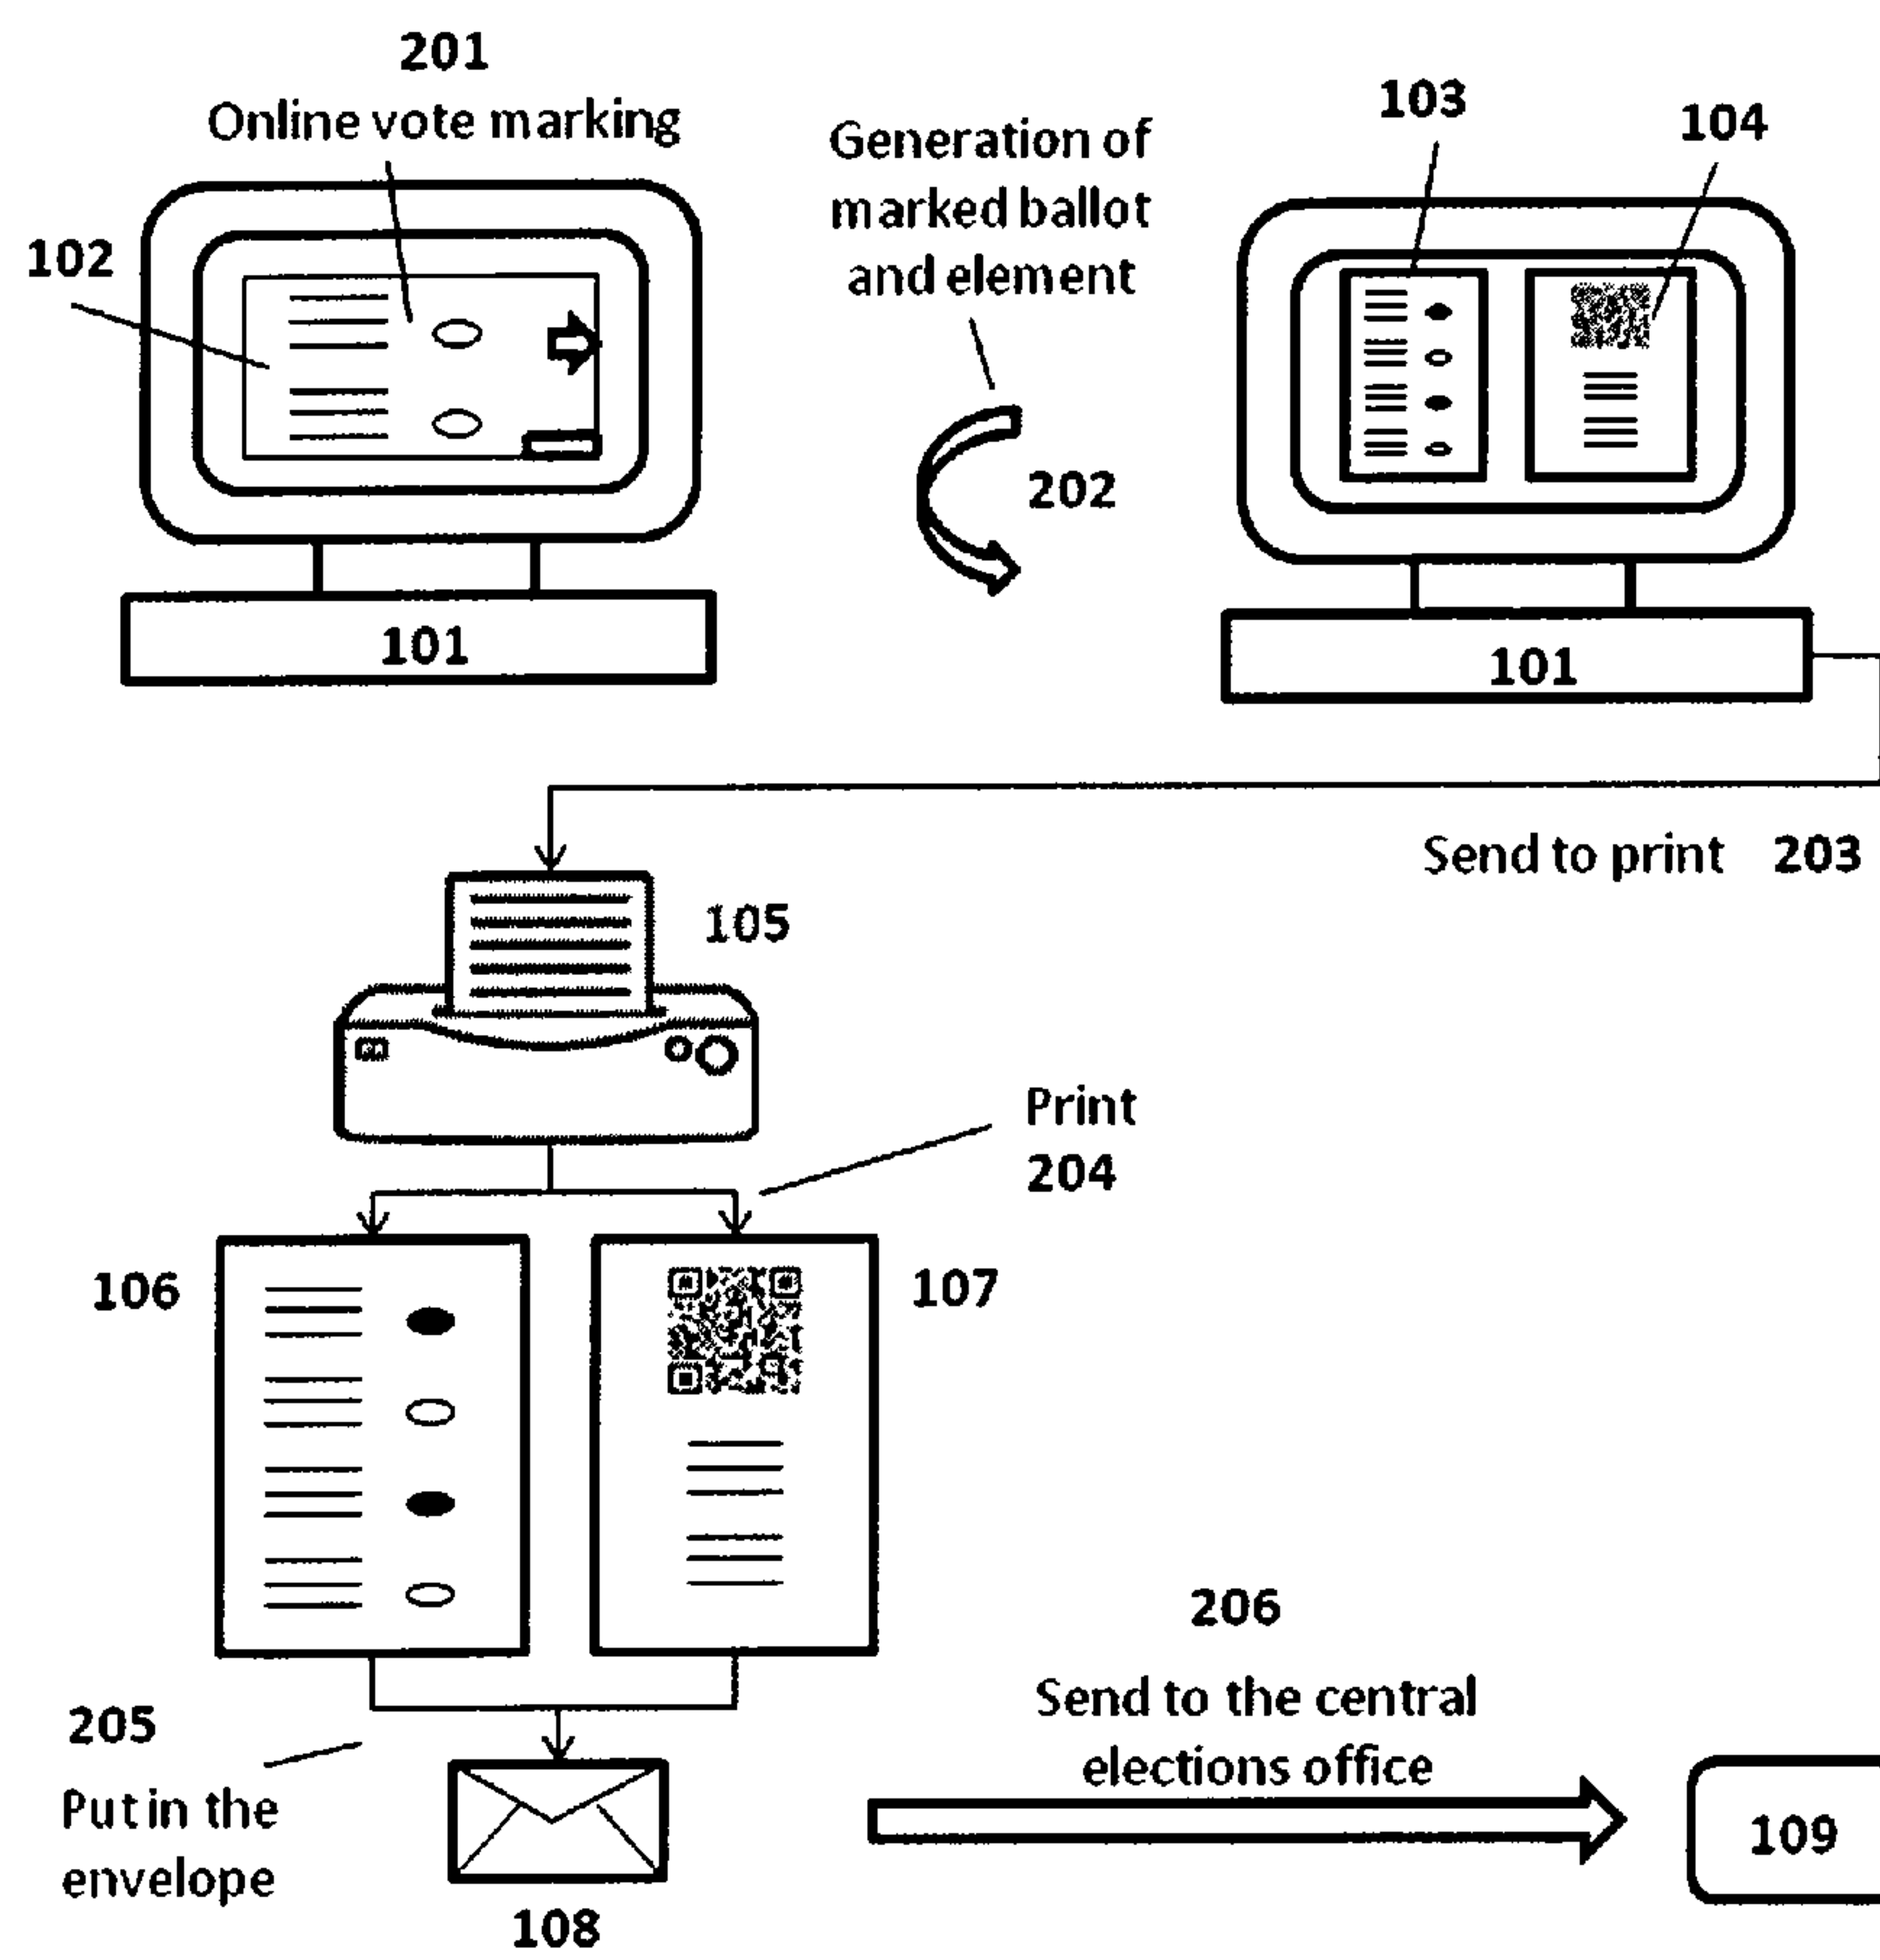 201
Online vote marking
102
101
Generation of
marked ballot
and element
202
103
104
101
Send to print 203
105
Print
204
106
107
205
Put in the
envelope
108
206
Send to the central
elections office
109